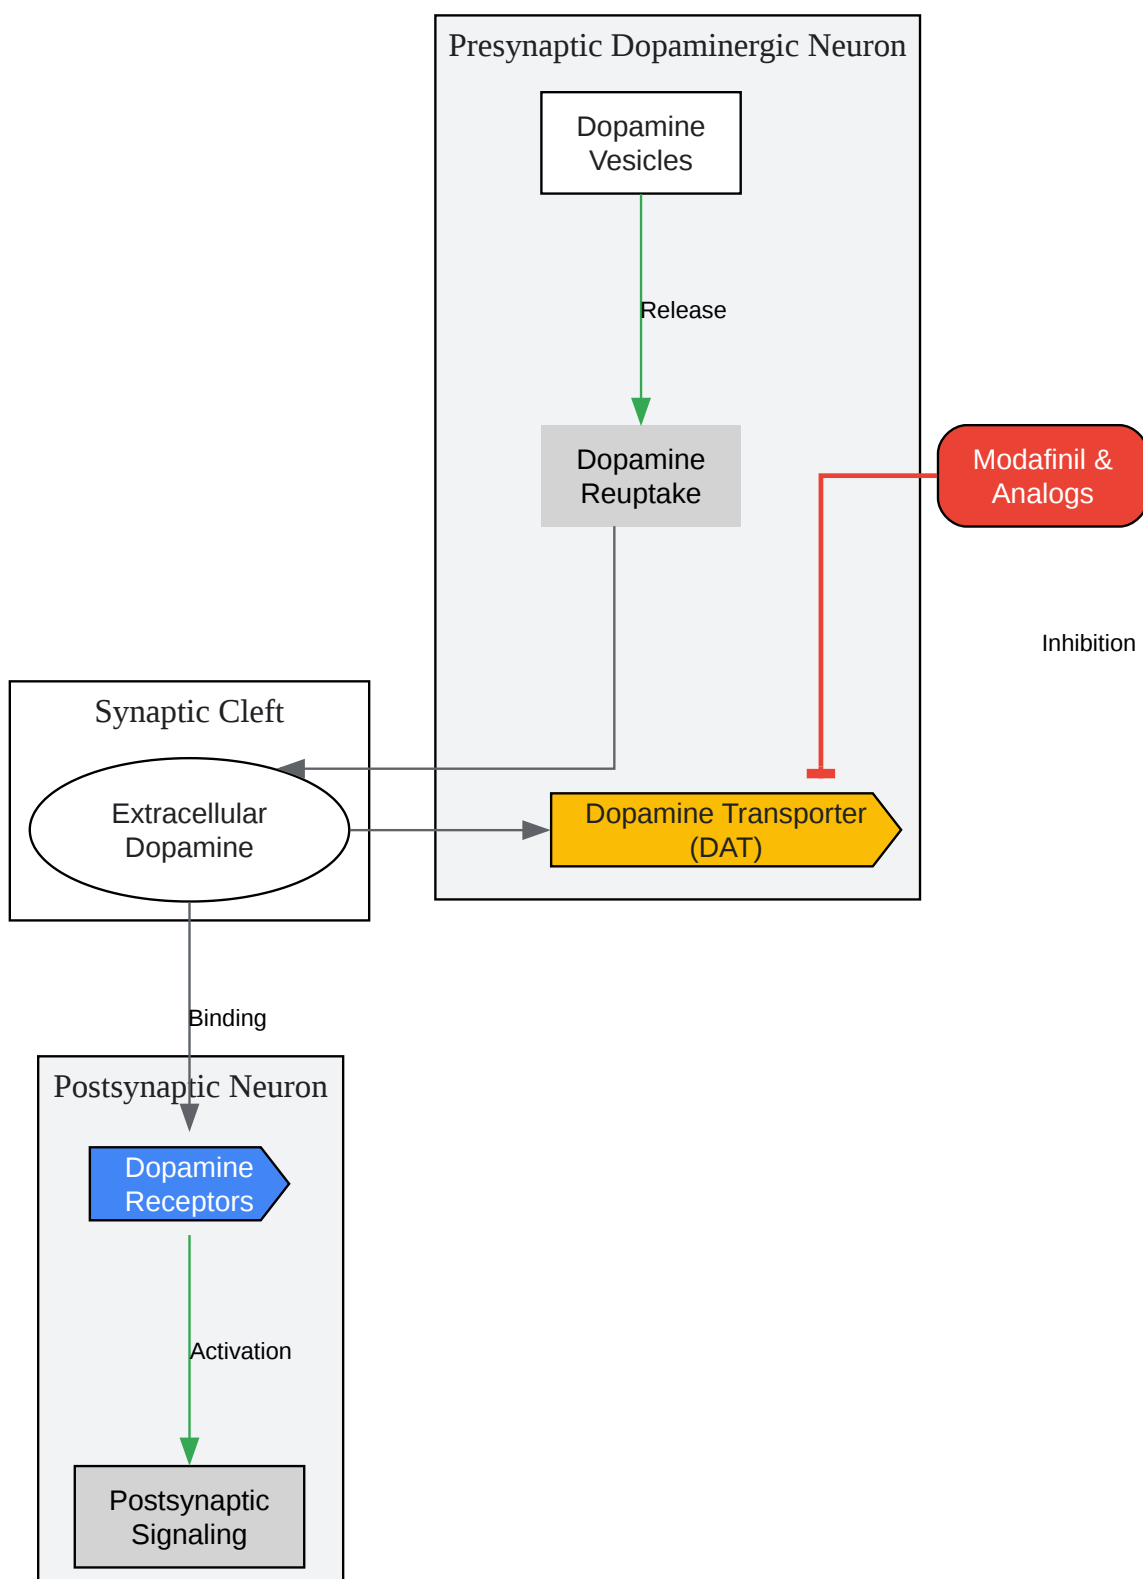 Presynaptic Dopaminergic Neuron
Dopamine
Vesicles
Release
Dopamine
Reuptake
Modafinil &
Analogs
Inhibition
Synaptic Cleft
Extracellular
Dopamine
Dopamine Transporter
(DAT)
Binding
Postsynaptic Neuron
Dopamine
Receptors
Activation
Postsynaptic
Signaling